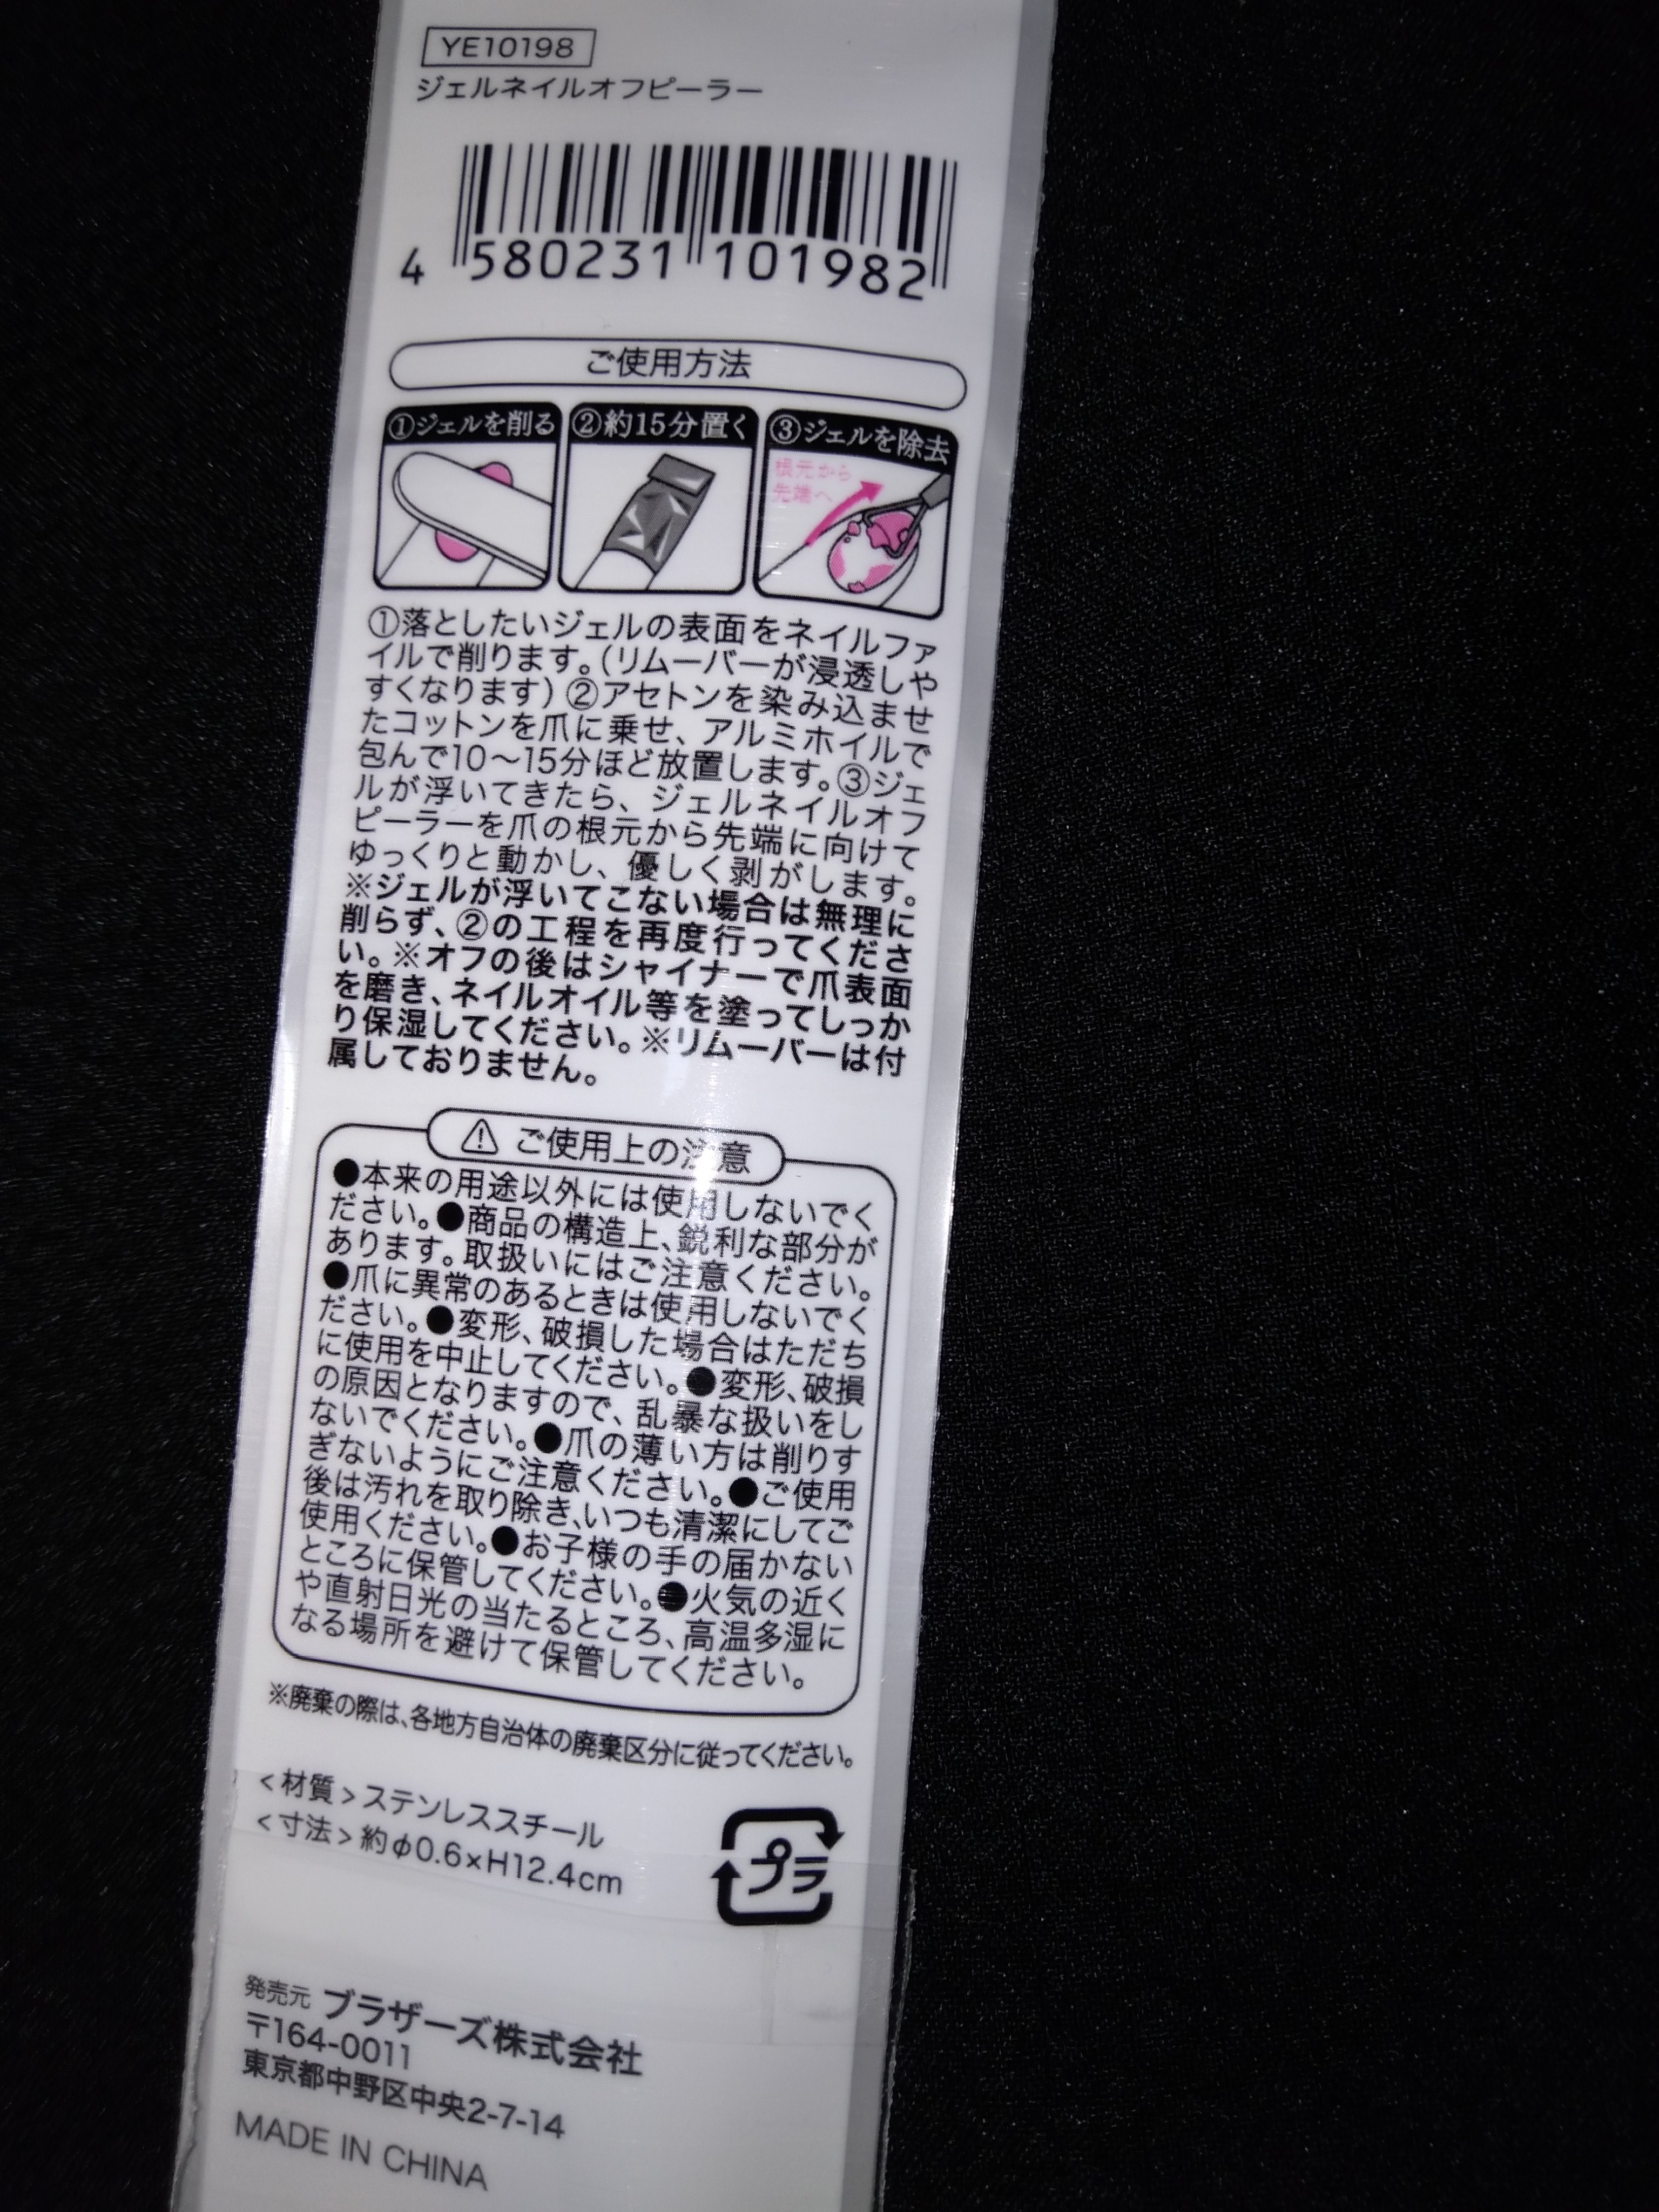 YE10198
ジェルネイルオフピーラー
4 580231 101982
ご使用方法
①ジェルを削る
②約15分置く
③ジェルを除去
根元から
先端へ
①落としたいジェルの表面をネイルファ
イルで削ります。(リムーバーが浸透しや
すくなります)②アセトンを染み込ませ
たコットンを爪に乗せ、アルミホイルで
包んで10〜15分ほど放置します。③ジェ
ルが浮いてきたら、ジェルネイルオフ
ピーラーを爪の根元から先端に向けて
ゆっくりと動かし、優しく剥がします。
※ジェルが浮いてこない場合は無理に
削らず、②の工程を再度行ってくださ
い。※オフの後はシャイナーで爪表面
を磨き、ネイルオイル等を塗ってしっか
り保湿してください。※リムーバーは付
属しておりません。
⚠ ご使用上の注意
●本来の用途以外には使用しないでく
ださい。●商品の構造上、鋭利な部分が
あります。取扱いにはご注意ください。
●爪に異常のあるときは使用しないでく
ださい。●変形、破損した場合はただち
に使用を中止してください。●変形、破損
の原因となりますので、乱暴な扱いをし
ないでください。●爪の薄い方は削りす
ぎないようにご注意ください。●ご使用
後は汚れを取り除き、いつも清潔にしてご
使用ください。●お子様の手の届かない
ところに保管してください。●火気の近く
や直射日光の当たるところ、高温多湿に
なる場所を避けて保管してください。
※廃棄の際は、各地方自治体の廃棄区分に従ってください。
<材質>ステンレススチール
<寸法>約φ0.6×H12.4cm
プラ
発売元 ブラザーズ株式会社
〒164-0011
東京都中野区中央2-7-14
MADE IN CHINA